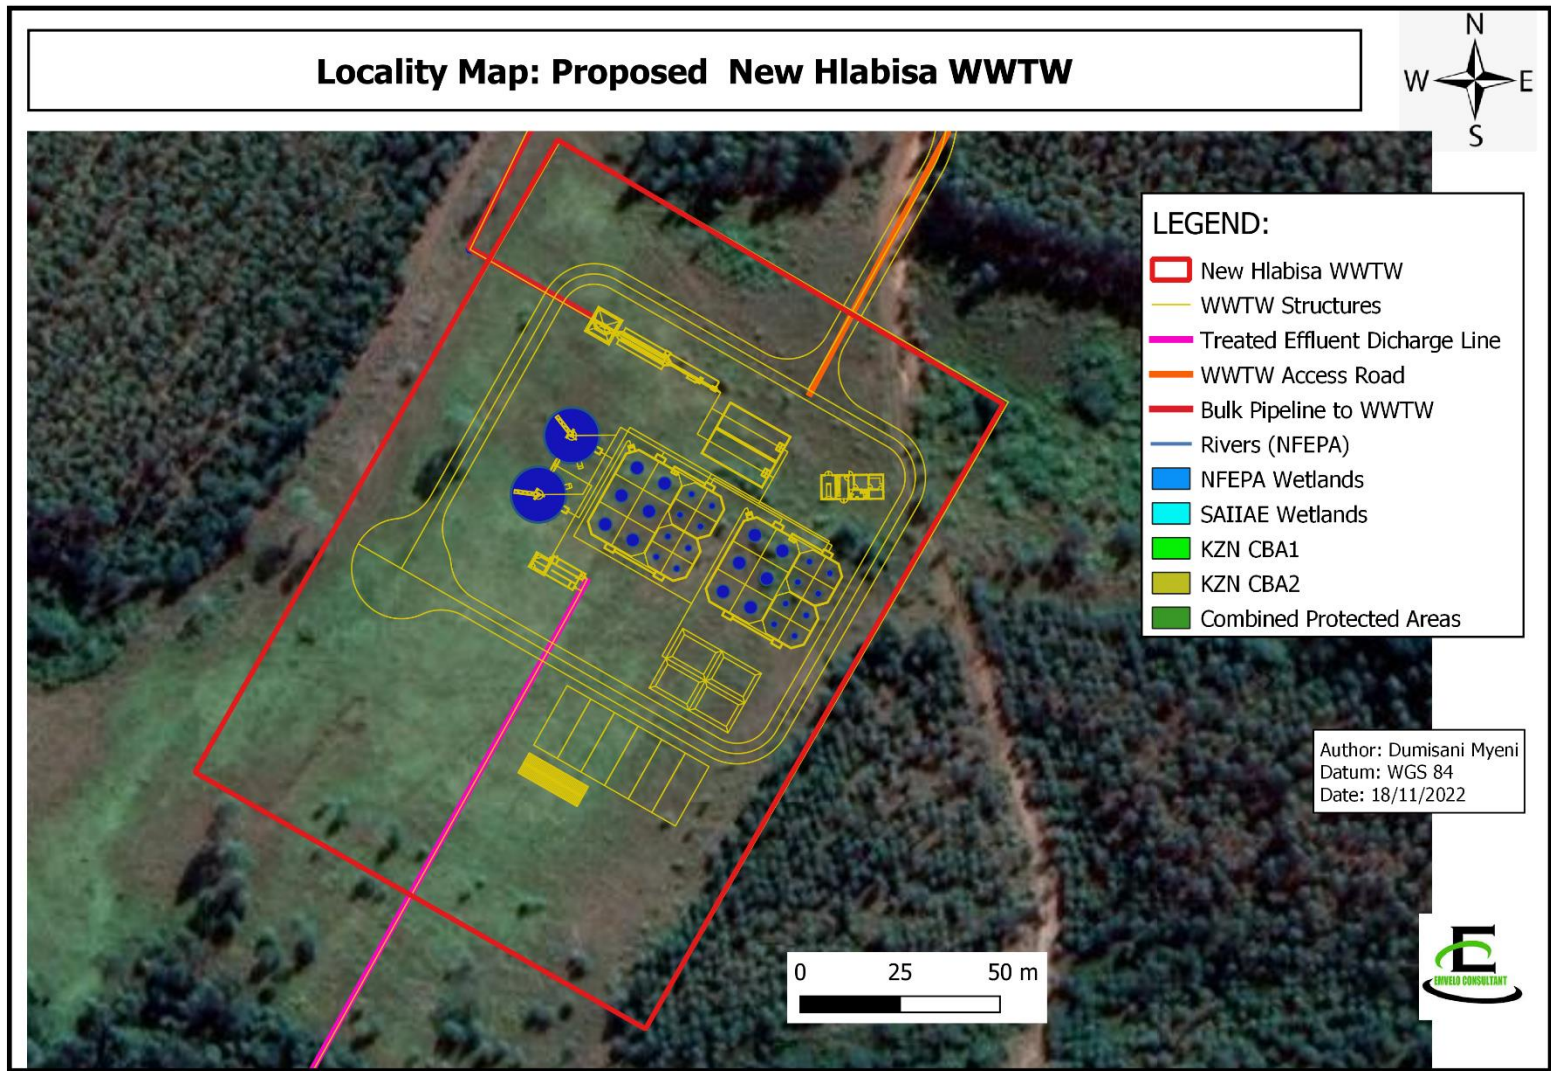 Locality Map: Proposed New Hlabisa WWTW
N
W E
S
LEGEND:
New Hlabisa WWTW
WWTW Structures
Treated Effluent Dicharge Line
WWTW Access Road
Bulk Pipeline to WWTW
Rivers (NFEPA)
NFEPA Wetlands
SAIIAE Wetlands
KZN CBA1
KZN CBA2
Combined Protected Areas
Author: Dumisani Myeni
Datum: WGS 84
Date: 18/11/2022
0 25 50 m
E
EMVELO CONSULTANT